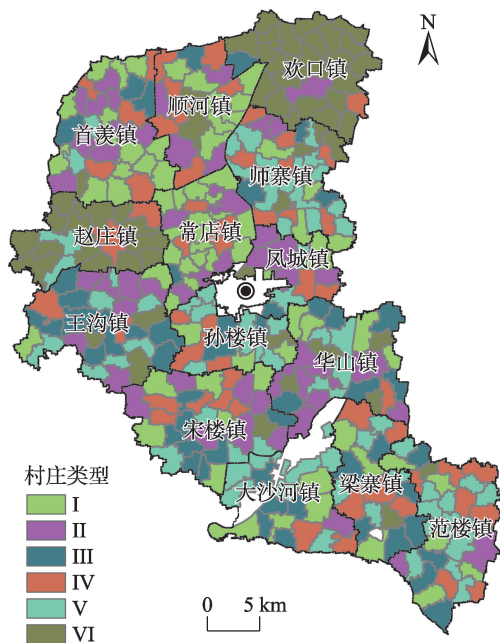 N
欢口镇
顺河镇
首羡镇
师寨镇
赵庄镇
常店镇
凤城镇
王沟镇
孙楼镇
华山镇
宋楼镇
大沙河镇
梁寨镇
范楼镇
村庄类型
I
II
III
IV
V
VI
0 5 km